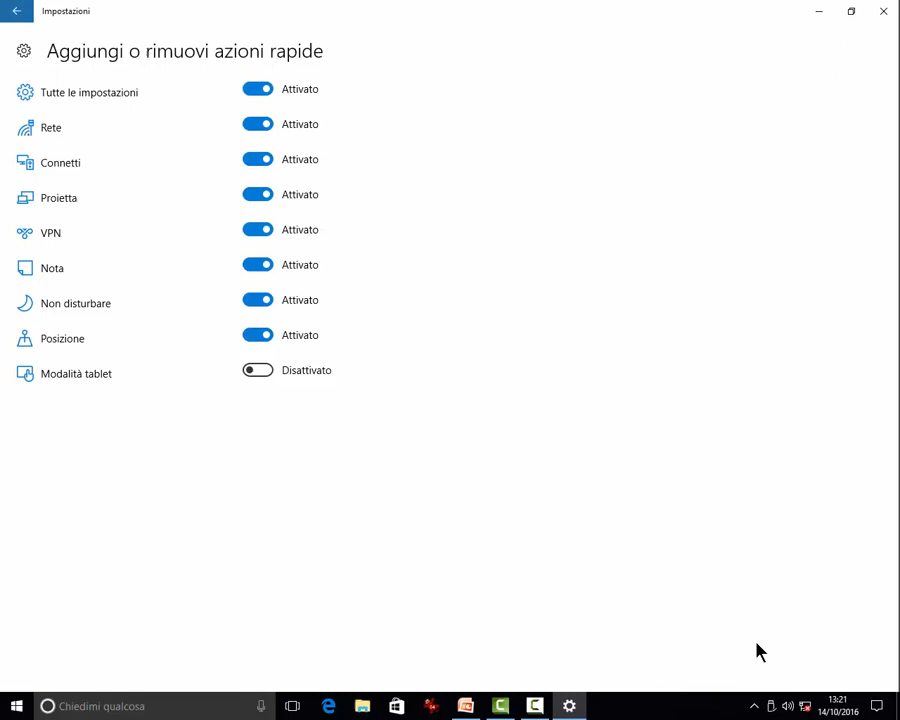 Impostazioni
Aggiungi o rimuovi azioni rapide
Tutte le impostazioni Attivato
Rete Attivato
Connetti Attivato
Proietta Attivato
VPN Attivato
Nota Attivato
Non disturbare Attivato
Posizione Attivato
Modalità tablet Disattivato
Chiedimi qualcosa
13:21
14/10/2016